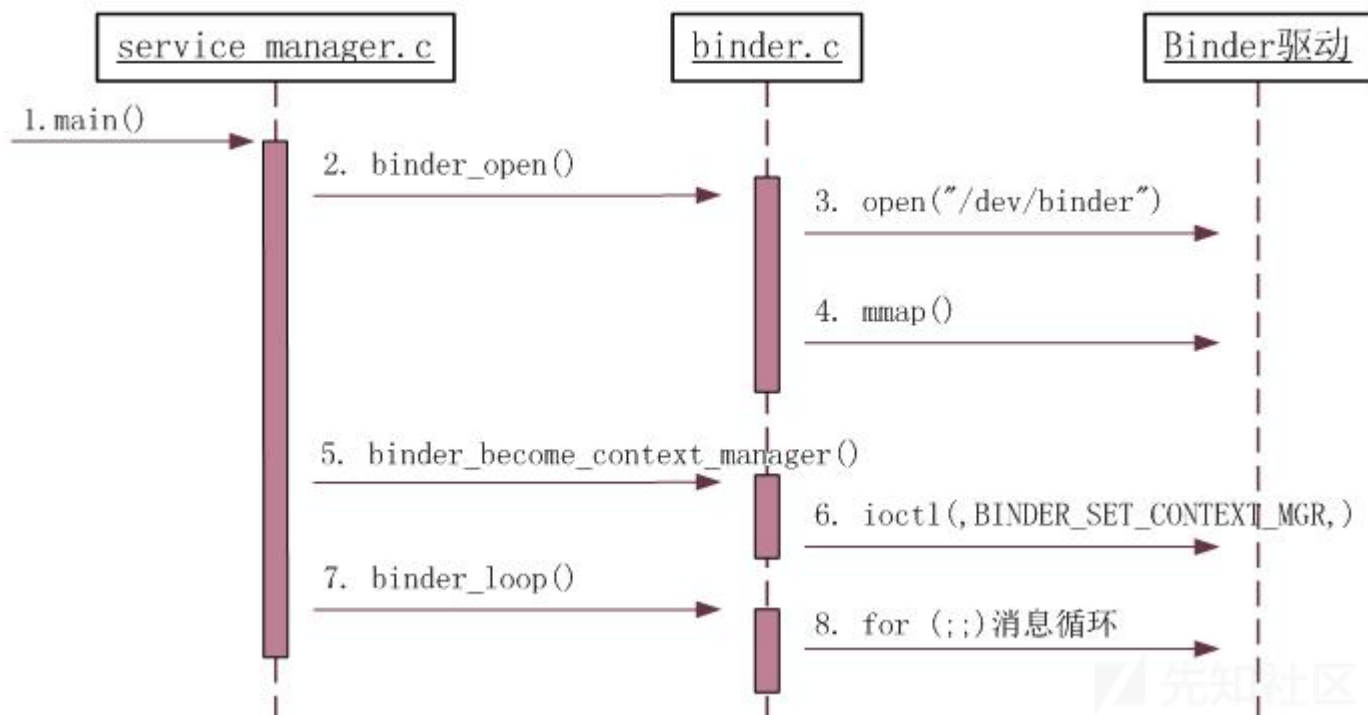 service manager.c
binder.c
Binder驱动
1.main()
2. binder_open()
3. open("/dev/binder")
4. mmap()
5. binder_become_context_manager()
6. ioctl(,BINDER_SET_CONTEXT_MGR,)
7. binder_loop()
8. for (;;)消息循环
先知社区